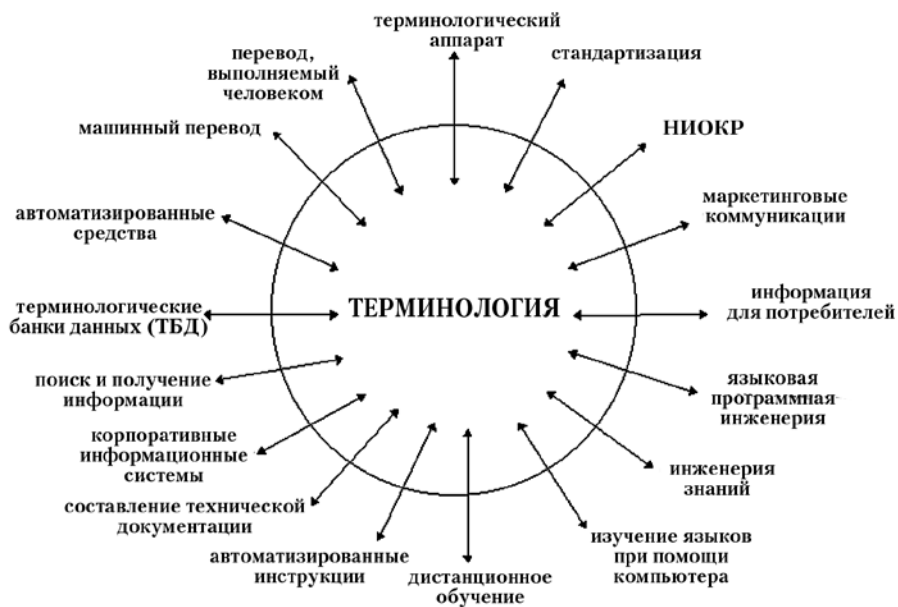 терминологический
аппарат
стандартизация
НИОКР
маркетинговые
коммуникации
информация
для потребителей
языковая
программная
инженерия
инженерия
знаний
изучение языков
при помощи
компьютера
дистанционное
обучение
автоматизированные
инструкции
составление технической
документации
корпоративные
информационные
системы
поиск и получение
информации
терминологические
банки данных (ТБД)
автоматизированные
средства
машинный перевод
перевод,
выполняемый
человеком
ТЕРМИНОЛОГИЯ